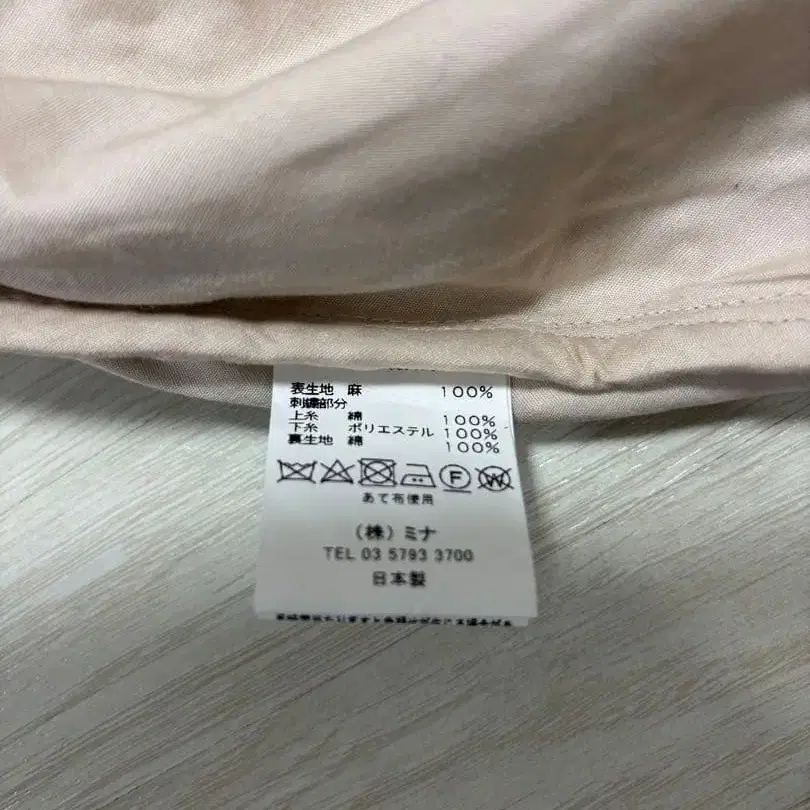 表生地 麻 100%
刺繍部分
上糸 綿 100%
下糸 ポリエステル 100%
裏生地 綿 100%
F W
あて布使用
(株)ミナ
TEL 03 5793 3700
日本製